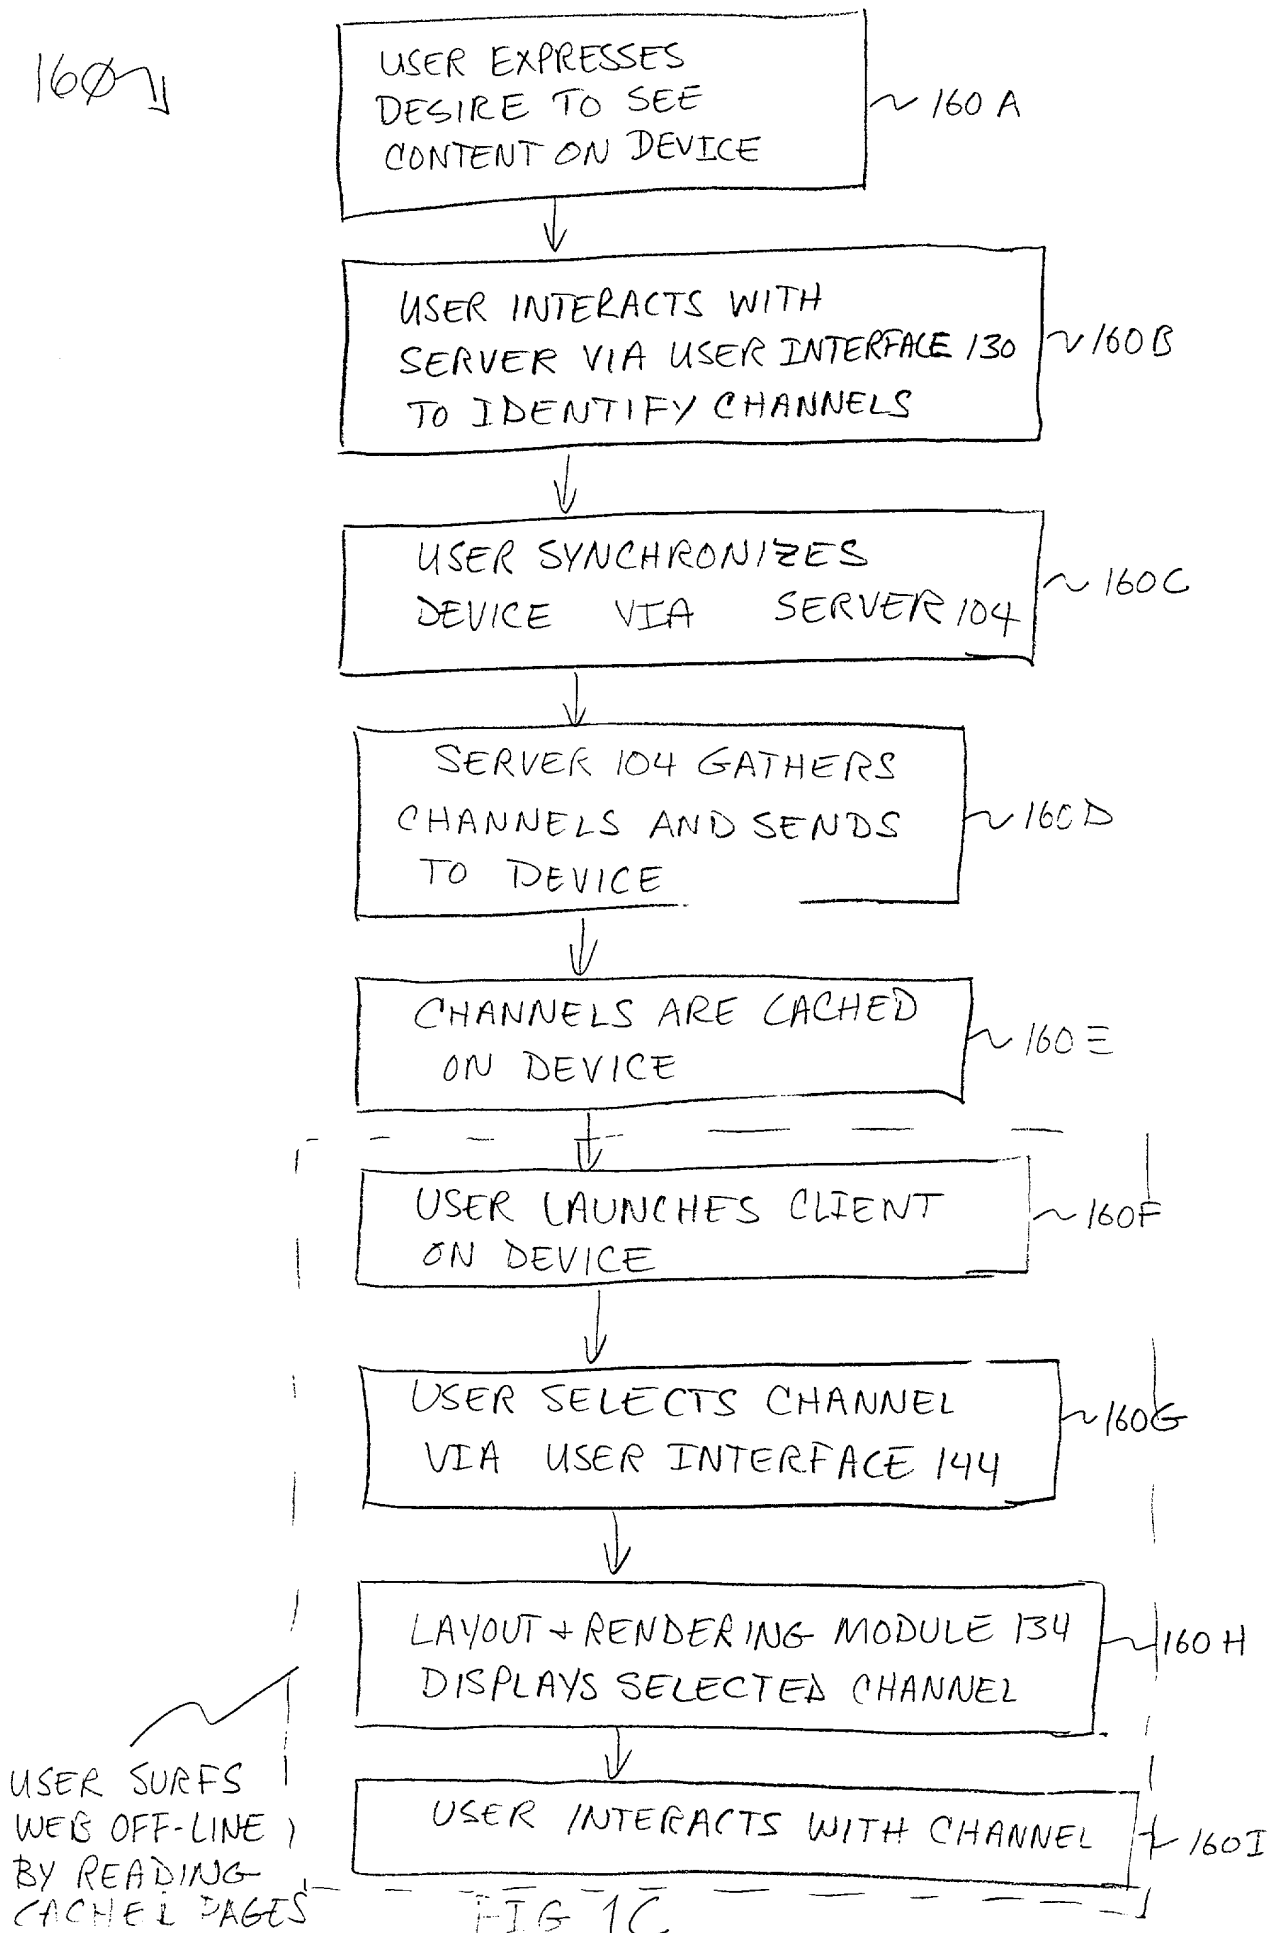 160
USER EXPRESSES
DESIRE TO SEE
CONTENT ON DEVICE
160A
USER INTERACTS WITH
SERVER VIA USER INTERFACE 130
TO IDENTIFY CHANNELS
160B
USER SYNCHRONIZES
DEVICE VIA SERVER 104
160C
SERVER 104 GATHERS
CHANNELS AND SENDS
TO DEVICE
160D
CHANNELS ARE CACHED
ON DEVICE
160E
USER LAUNCHES CLIENT
ON DEVICE
160F
USER SELECTS CHANNEL
VIA USER INTERFACE 144
160G
LAYOUT + RENDERING MODULE 134
DISPLAYS SELECTED CHANNEL
160H
USER INTERACTS WITH CHANNEL
160I
USER SURFS
WEB OFF-LINE
BY READING
CACHED PAGES
FIG 1C